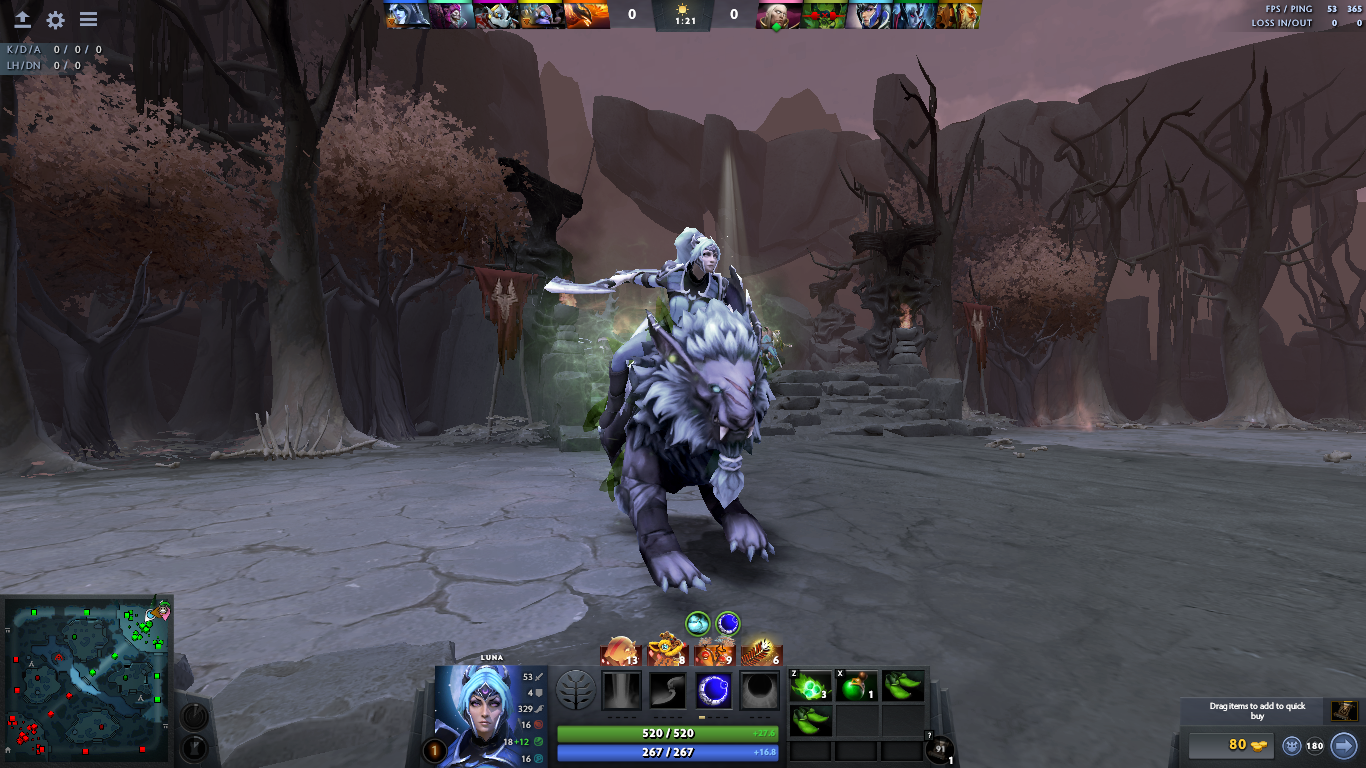 0
1:21
0
FPS / PING 53 365
LOSS IN/OUT 0 0
K/D/A 0 / 0 / 0
LH/DN 0 / 0
13 8 9 6
LUNA
53
4
329
16
18+12
16
1
520 / 520 +27.6
267 / 267 +16.8
Z 3 X 1
? 91 1
Drag items to add to quick
buy
80
180